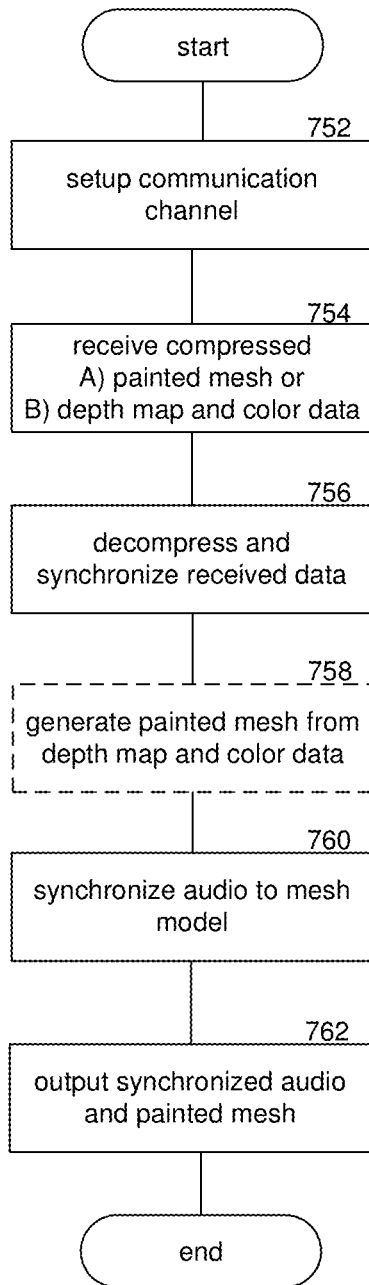 start
752
setup communication
channel
754
receive compressed
A) painted mesh or
B) depth map and color data
756
decompress and
synchronize received data
758
generate painted mesh from
depth map and color data
760
synchronize audio to mesh
model
762
output synchronized audio
and painted mesh
end